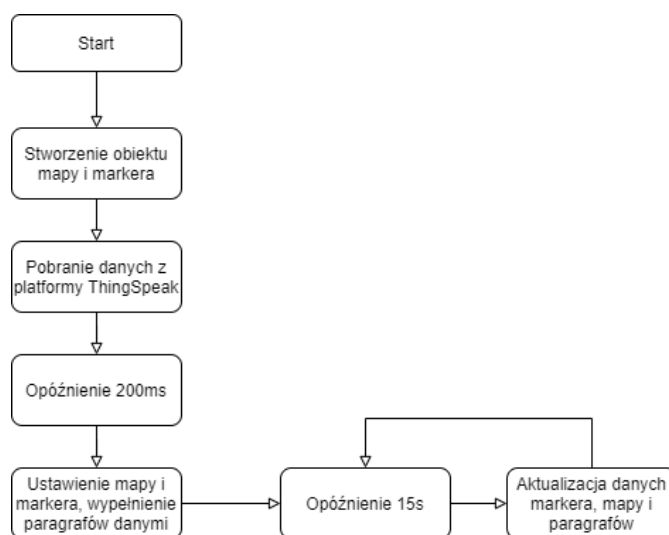 Start
Stworzenie obiektu
mapy i markera
Pobranie danych z
platformy ThingSpeak
Opóźnienie 200ms
Ustawienie mapy i
markera, wypełnienie
paragrafów danymi
Opóźnienie 15s
Aktualizacja danych
markera, mapy i
paragrafów